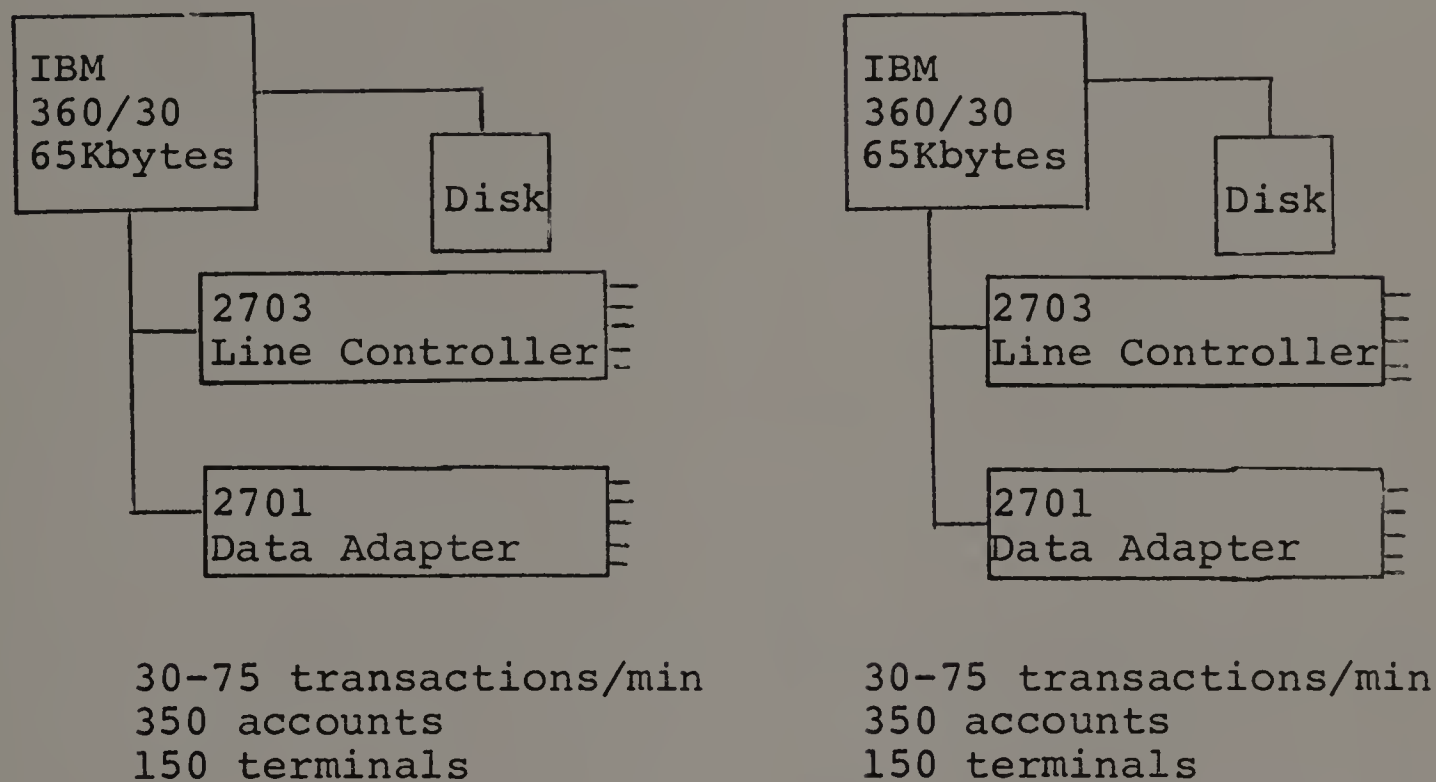 IBM
360/30
65Kbytes
Disk
2703
Line Controller
2701
Data Adapter
30-75 transactions/min
350 accounts
150 terminals
IBM
360/30
65Kbytes
Disk
2703
Line Controller
2701
Data Adapter
30-75 transactions/min
350 accounts
150 terminals